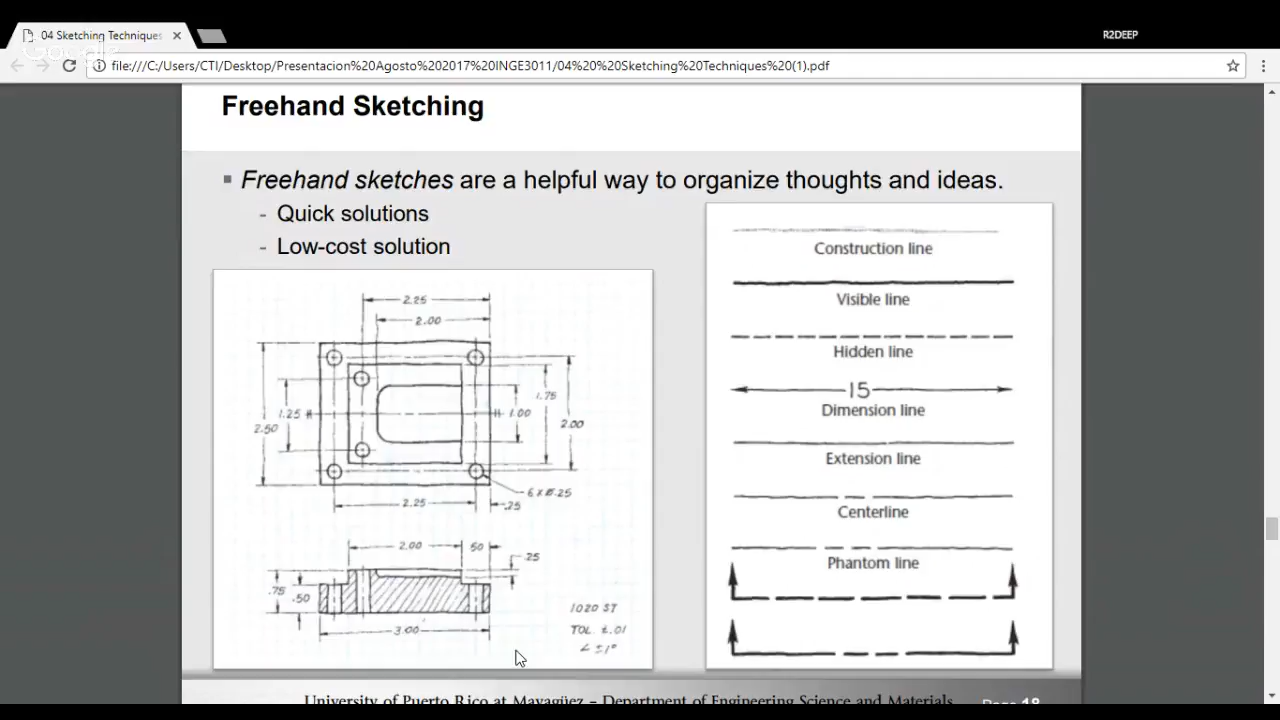 04 Sketching Techniques
R2DEEP
Google
file:///C:/Users/CTI/Desktop/Presentacion%20Agosto%202017%20INGE3011/04%20%20Sketching%20Techniques%20(1).pdf
Freehand Sketching
▪ Freehand sketches are a helpful way to organize thoughts and ideas.
- Quick solutions
- Low-cost solution
2.25
2.00
1.25
2.50
1.00
1.75
2.00
6 X Ø.25
2.25
.25
2.00
.50
.25
.75
.50
3.00
1020 ST
TOL. ±.01
∠ ±1°
Construction line
Visible line
Hidden line
15
Dimension line
Extension line
Centerline
Phantom line
University of Puerto Rico at Mayagüez – Department of Engineering Science and Materials
Page 18